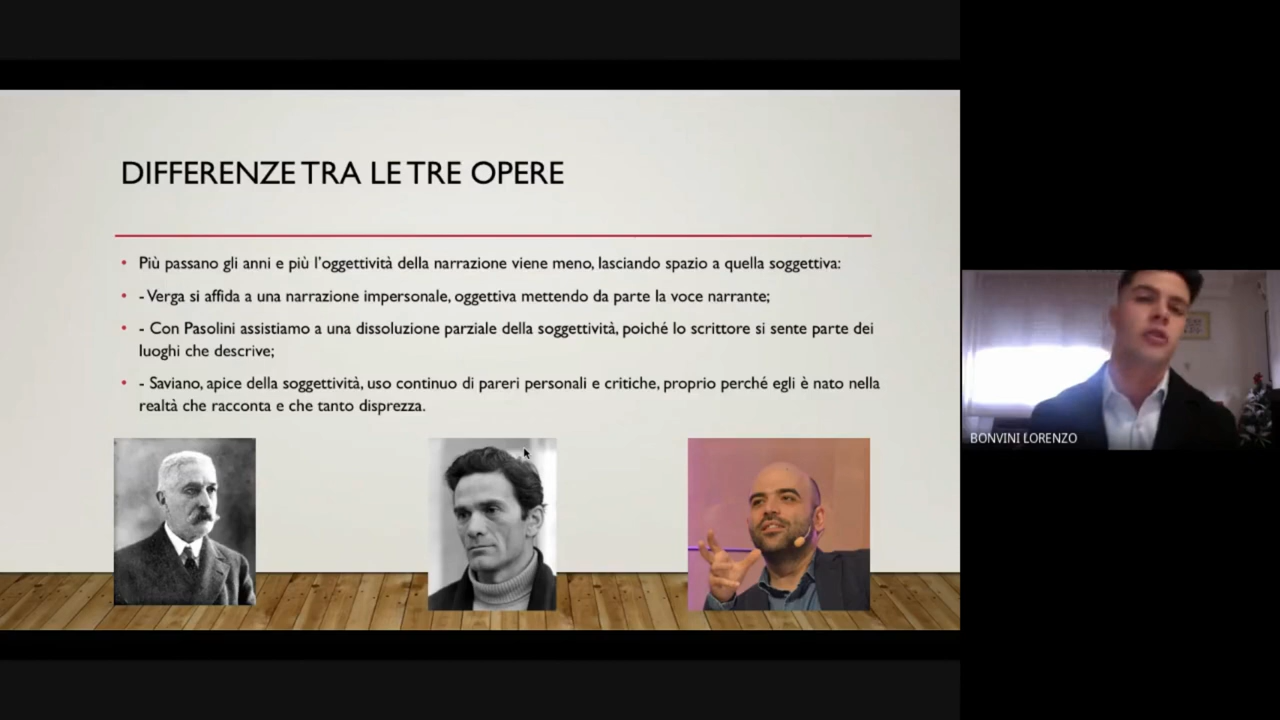 DIFFERENZE TRA LE TRE OPERE
• Più passano gli anni e più l'oggettività della narrazione viene meno, lasciando spazio a quella soggettiva:
• - Verga si affida a una narrazione impersonale, oggettiva mettendo da parte la voce narrante;
• - Con Pasolini assistiamo a una dissoluzione parziale della soggettività, poiché lo scrittore si sente parte dei
luoghi che descrive;
• - Saviano, apice della soggettività, uso continuo di pareri personali e critiche, proprio perché egli è nato nella
realtà che racconta e che tanto disprezza.
BONVINI LORENZO